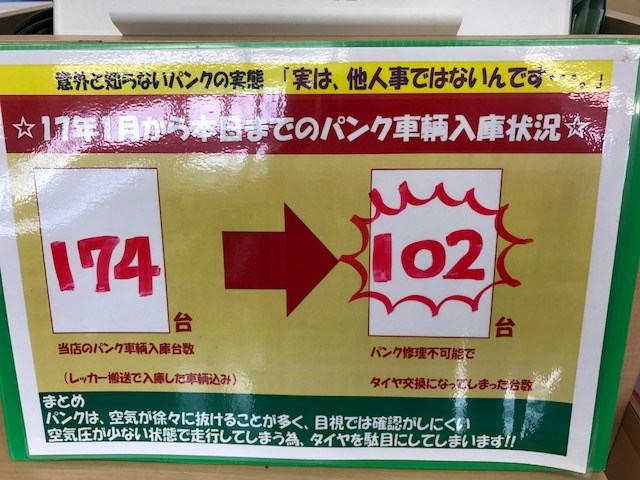 意外と知らないパンクの実態 「実は、他人事ではないんです・・・。」
☆17年1月から本日までのパンク車輌入庫状況☆
174台
102台
当店のパンク車輌入庫台数
(レッカー搬送で入庫した車輌込み)
パンク修理不可能で
タイヤ交換になってしまった台数
まとめ
パンクは、空気が徐々に抜けることが多く、目視では確認がしにくい
空気圧が少ない状態で走行してしまう為、タイヤを駄目にしてしまいます!!